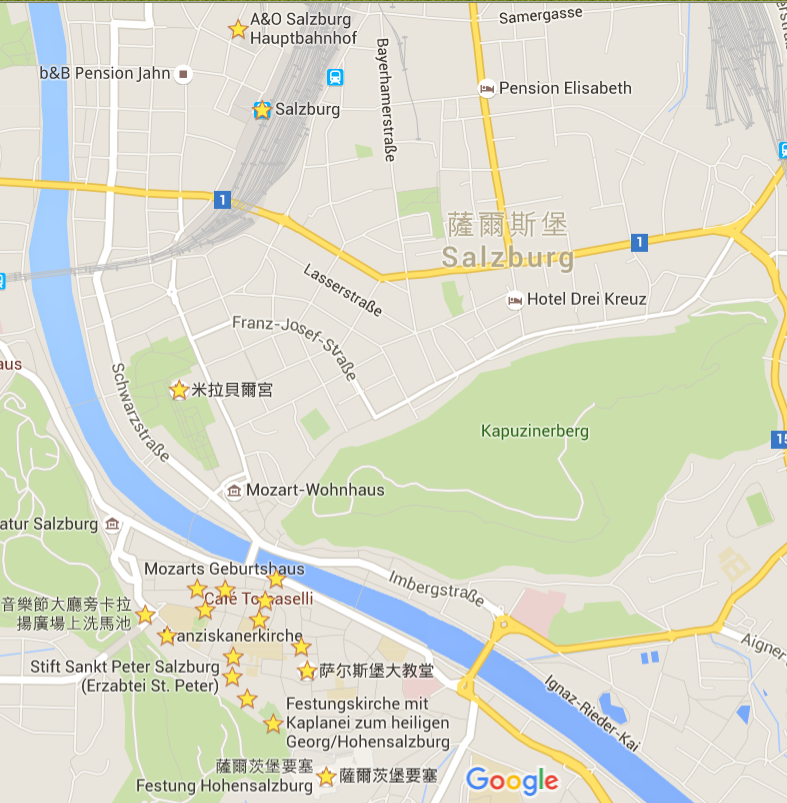 Samergasse
A&O Salzburg
Hauptbahnhof
b&B Pension Jahn
Bayerhamerstraße
Pension Elisabeth
Salzburg
1
薩爾斯堡
Salzburg
1
Lasserstraße
Hotel Drei Kreuz
Franz-Josef-Straße
aus
米拉貝爾宮
Schwarzstraße
Kapuzinerberg
15
Mozart-Wohnhaus
atur Salzburg
Mozarts Geburtshaus
Imbergstraße
Café Tomaselli
音樂節大廳旁卡拉
揚廣場上洗馬池
anziskanerkirche
Aigner
Stift Sankt Peter Salzburg
(Erzabtei St. Peter)
萨尔斯堡大教堂
Ignaz-Rieder-Kai
Festungskirche mit
Kaplanei zum heiligen
Georg/Hohensalzburg
薩爾茨堡要塞
Festung Hohensalzburg
薩爾茨堡要塞
Google